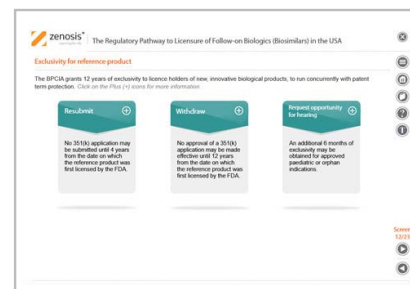 zenosis
The Regulatory Pathway to Licensure of Follow-on Biologics (Biosimilars) in the USA
Exclusivity for reference product
The BPCIA grants 12 years of exclusivity to licence holders of new, innovative biological products, to run concurrently with patent
term protection. Click on the Plus (+) icons for more information.
Resubmit
No 351(k) application may
be submitted until 4 years
from the date on which
the reference product was
first licensed by the FDA.
Withdraw
No approval of a 351(k)
application may be made
effective until 12 years
from the date on which
the reference product was
first licensed by the FDA.
Request opportunity
for hearing
An additional 6 months of
exclusivity may be
obtained for approved
paediatric or orphan
indications.
Screen
12/23